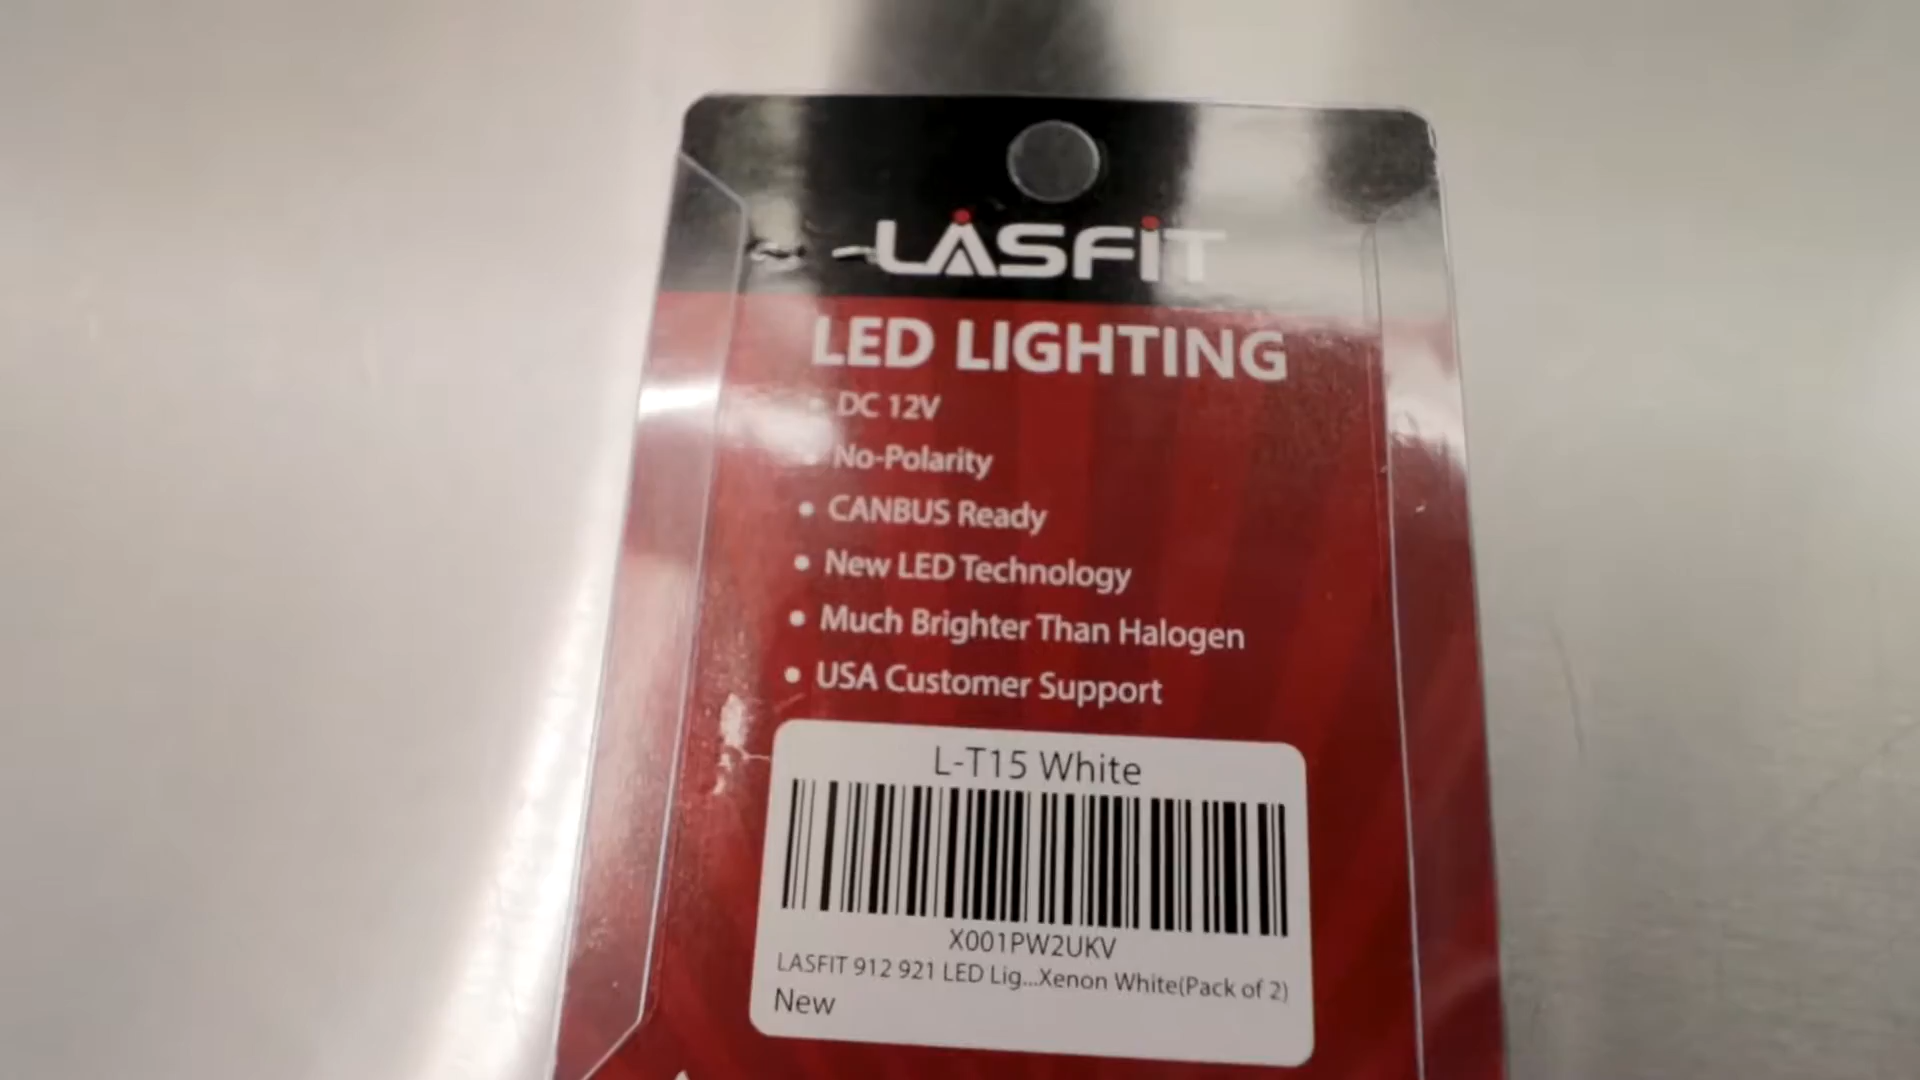 LASFIT
LED LIGHTING
• DC 12V
• No-Polarity
• CANBUS Ready
• New LED Technology
• Much Brighter Than Halogen
• USA Customer Support
L-T15 White
X001PW2UKV
LASFIT 912 921 LED Lig...Xenon White(Pack of 2)
New